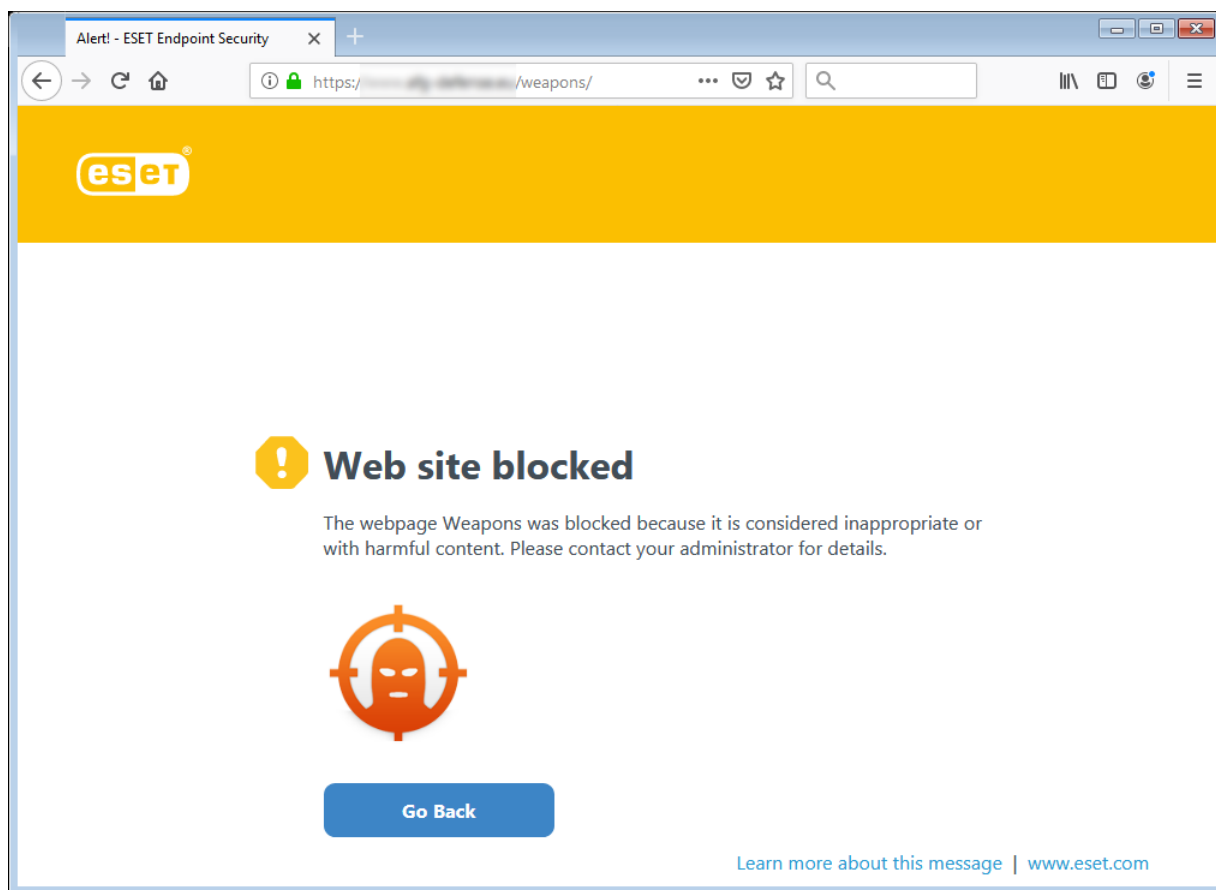 Alert! - ESET Endpoint Security
https:/ /weapons/
eseT®
Web site blocked
The webpage Weapons was blocked because it is considered inappropriate or
with harmful content. Please contact your administrator for details.
Go Back
Learn more about this message | www.eset.com